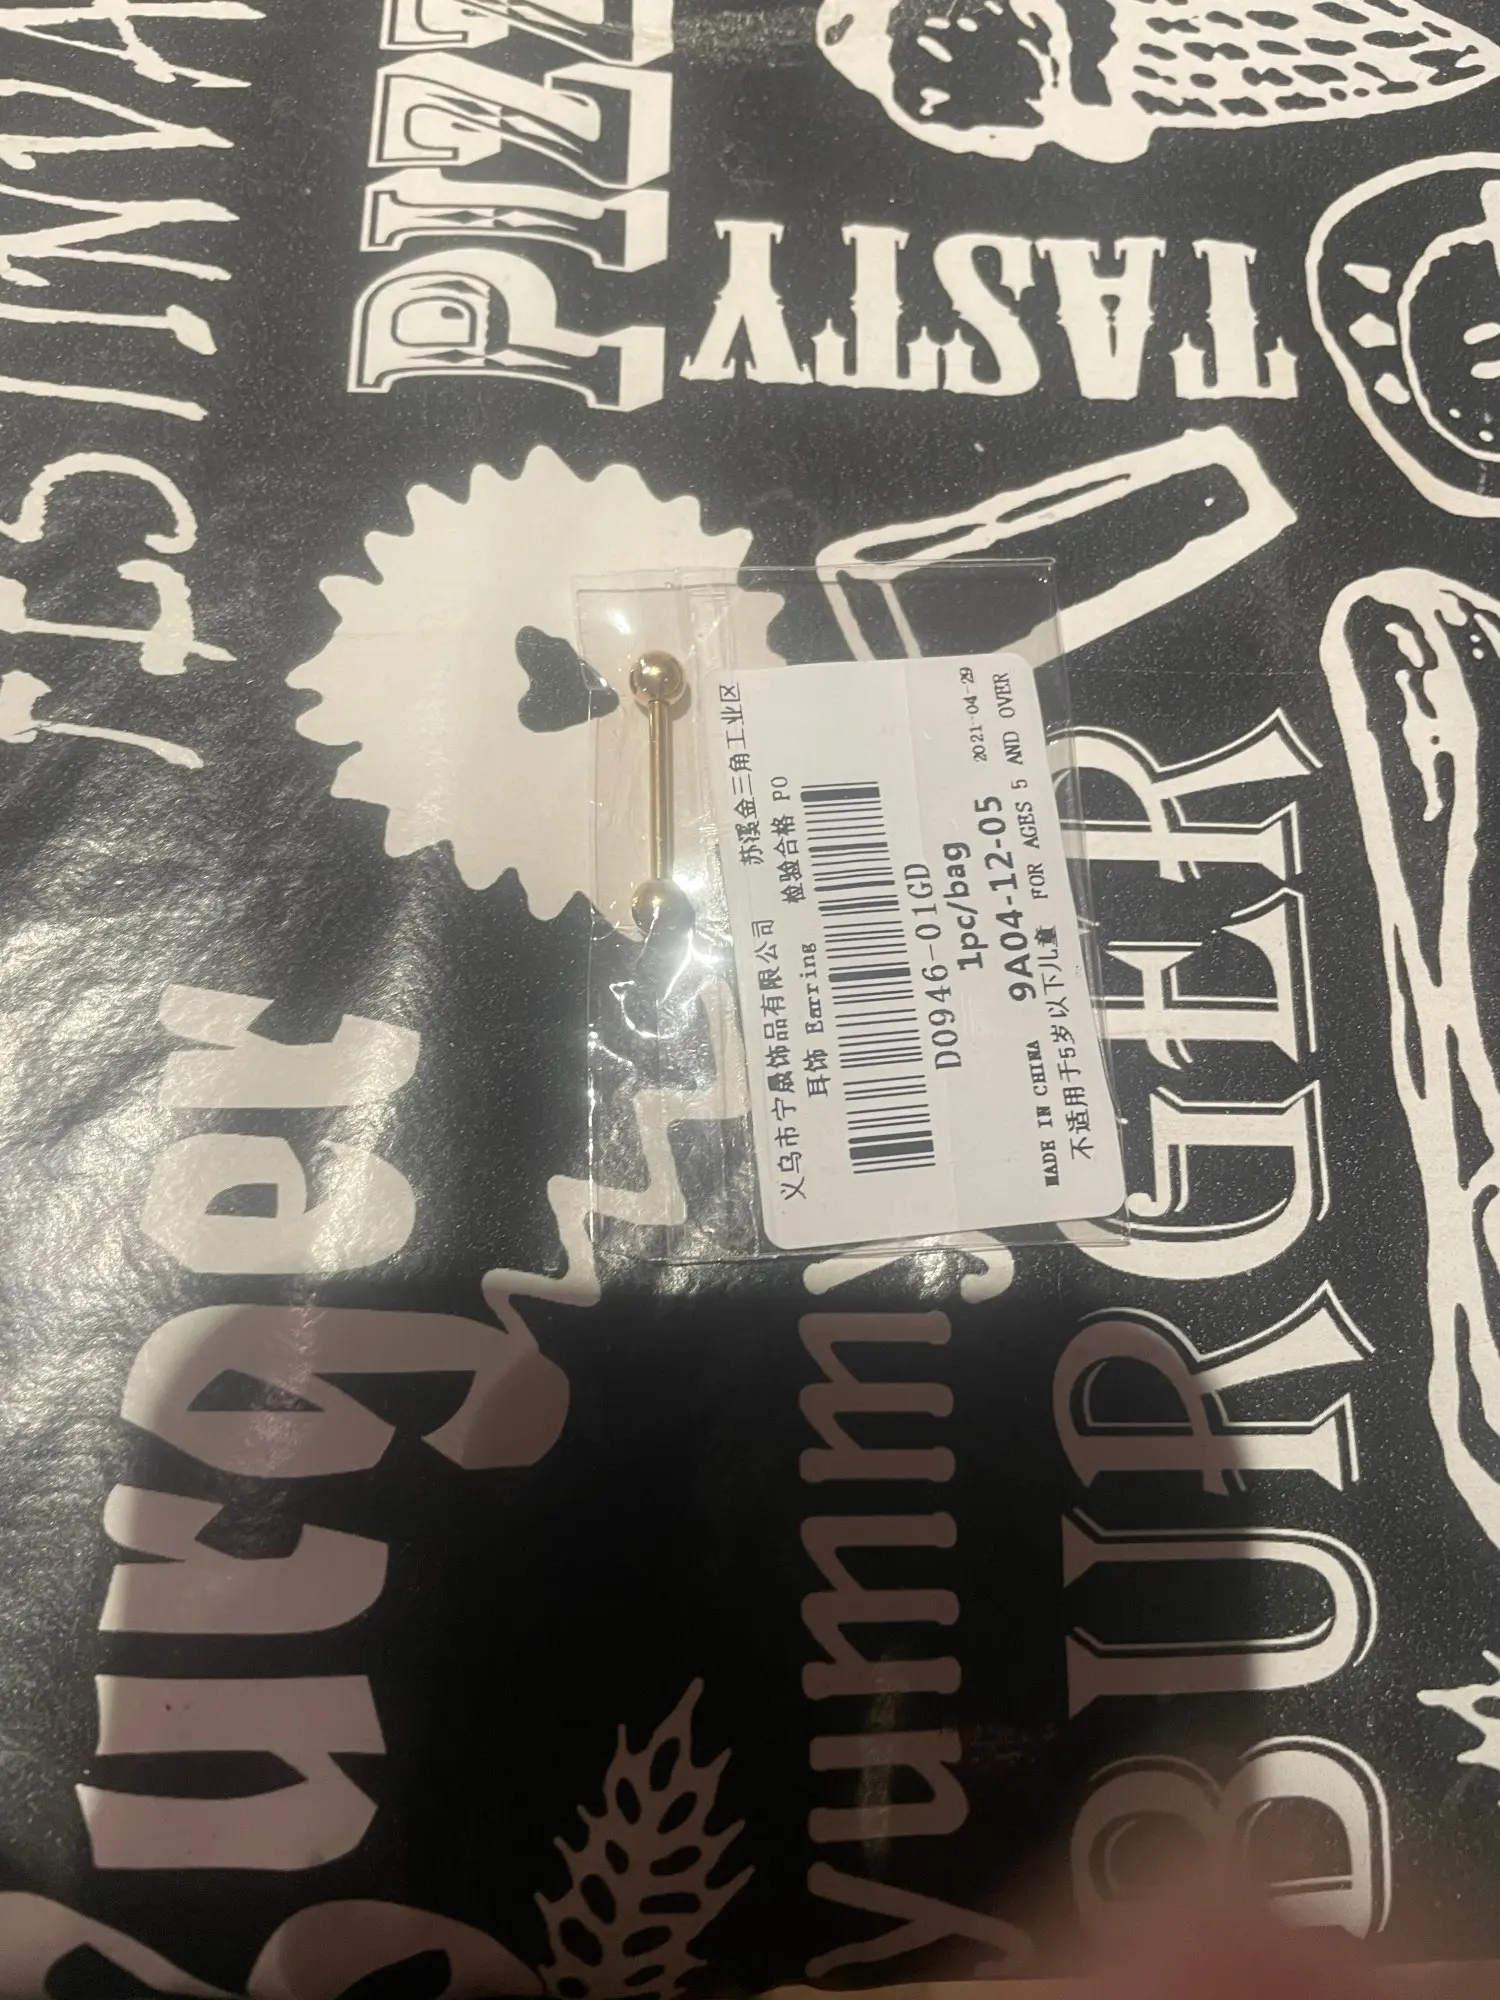 PIZZ
TASTY
义乌市宁晟饰品有限公司 苏溪金三角工业区
耳饰 Earring 检验合格 PO
D0946-01GD
1pc/bag
9A04-12-05 2021-04-29
MADE IN CHINA FOR AGES 5 AND OVER
不适用于5岁以下儿童
BURGER
yummy
burger